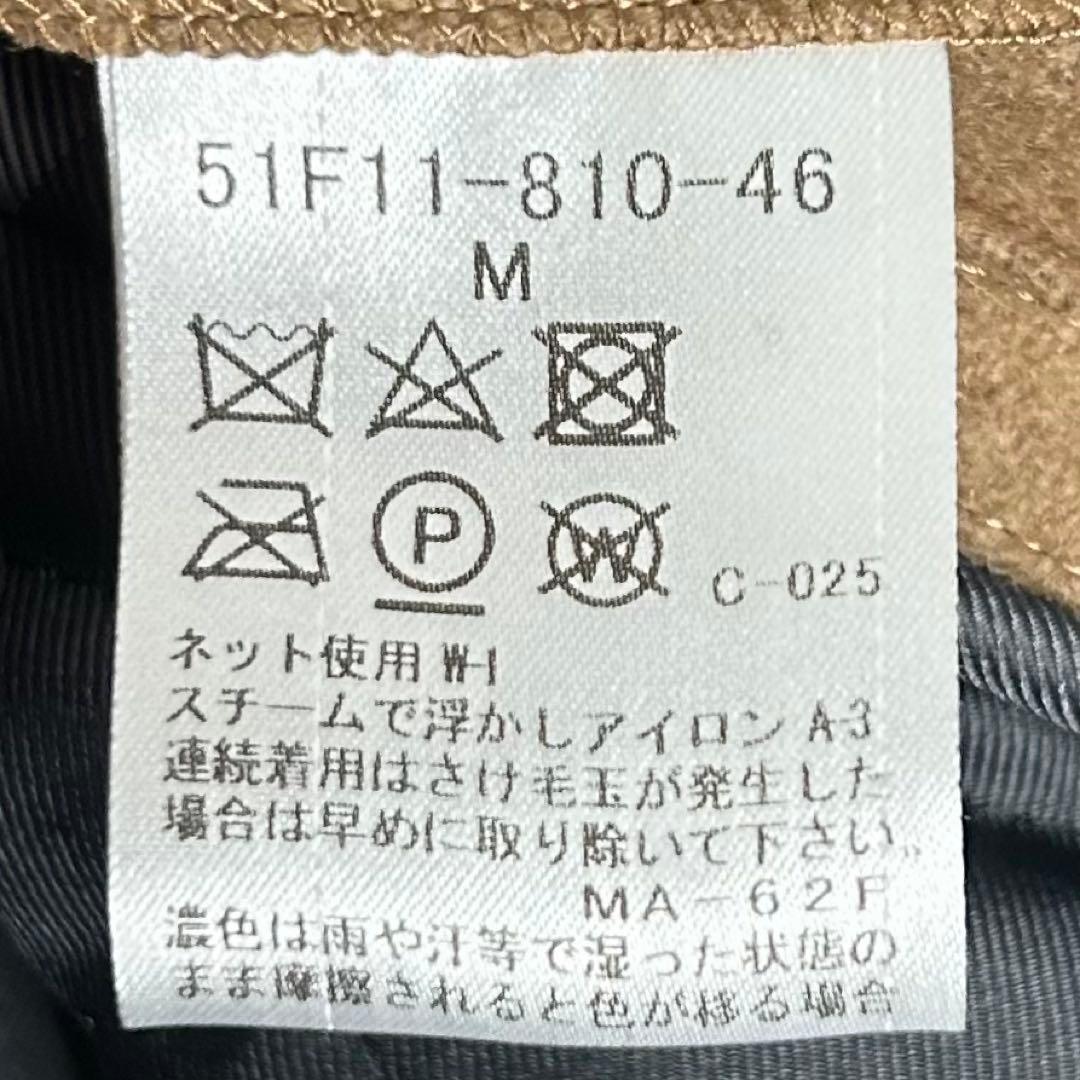 51F11-810-46
M
P
W
C-025
ネット使用 W-1
スチームで浮かしアイロン A-3
連続着用はさけ毛玉が発生した
場合は早めに取り除いて下さい。
MA-62F
濃色は雨や汗等で湿った状態の
まま摩擦されると色が移る場合